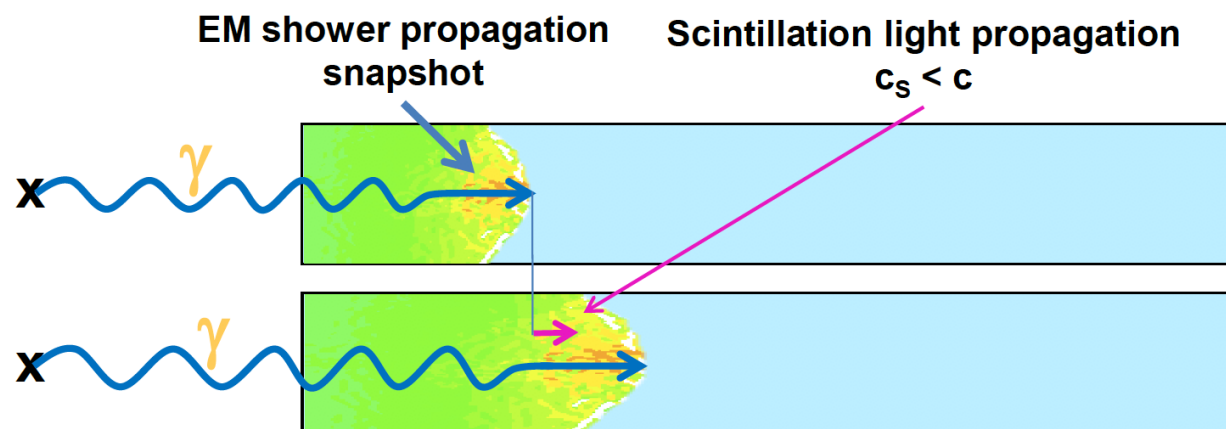 EM shower propagation
snapshot
Scintillation light propagation
cₛ < c
γ
X
γ
X